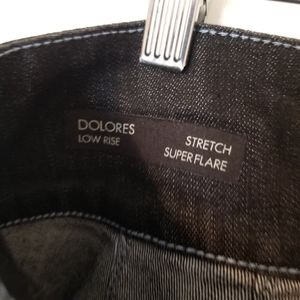 DOLORES
LOW RISE
STRETCH
SUPER FLARE